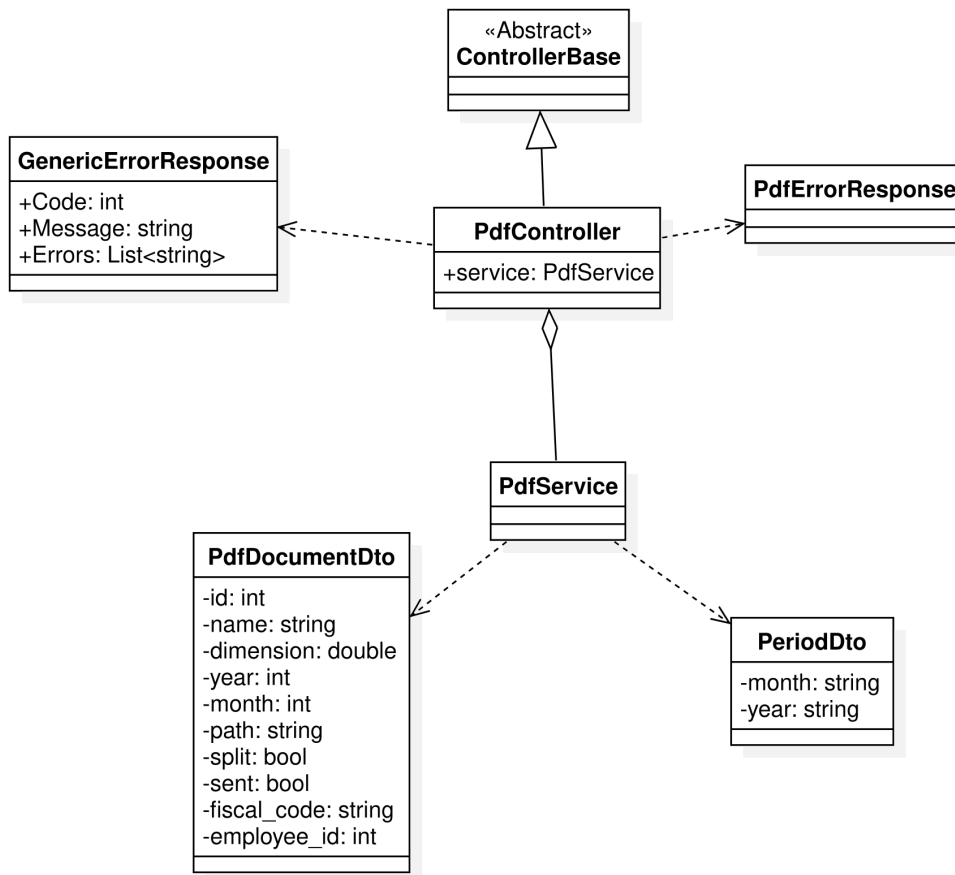 «Abstract»
ControllerBase
GenericErrorResponse
+Code: int
+Message: string
+Errors: List<string>
PdfController
+service: PdfService
PdfErrorResponse
PdfService
PdfDocumentDto
-id: int
-name: string
-dimension: double
-year: int
-month: int
-path: string
-split: bool
-sent: bool
-fiscal_code: string
-employee_id: int
PeriodDto
-month: string
-year: string